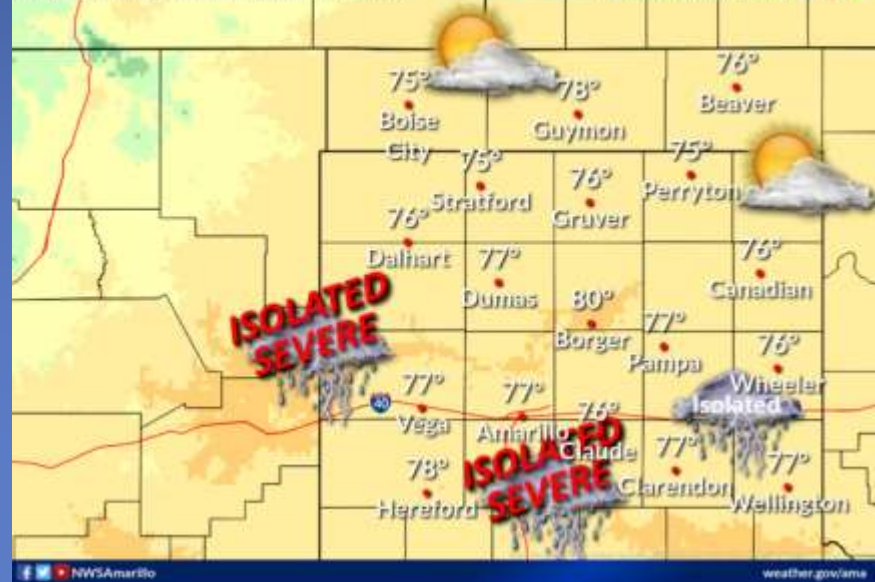 75°
Boise
City
78°
Guymon
76°
Beaver
75°
Stratford
76°
Gruver
75°
Perryton
76°
Dalhart
77°
Dumas
76°
Canadian
80°
Borger
77°
Pampa
76°
Wheeler
ISOLATED
SEVERE
40
77°
Vega
77°
Amarillo
76°
Claude
Isolated
ISOLATED
SEVERE
78°
Hereford
77°
Clarendon
77°
Wellington
NWSAmarillo
weather.gov/ama